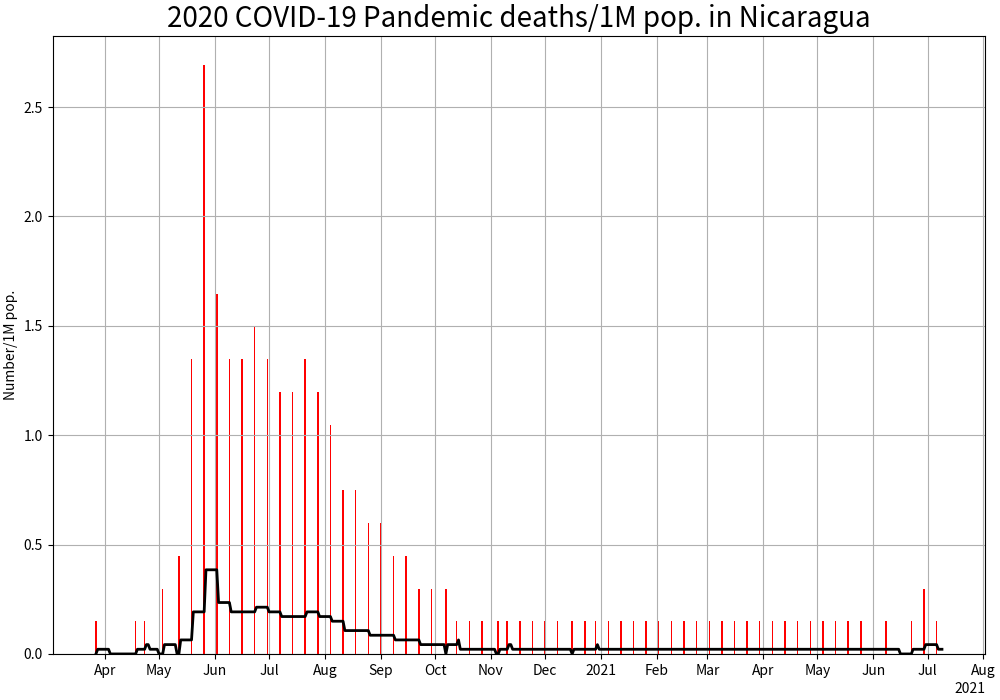 2020 COVID-19 Pandemic deaths/1M pop. in Nicaragua
Number/1M pop.
2.5
2.0
1.5
1.0
0.5
0.0
Apr May Jun Jul Aug Sep Oct Nov Dec 2021 Feb Mar Apr May Jun Jul Aug
2021